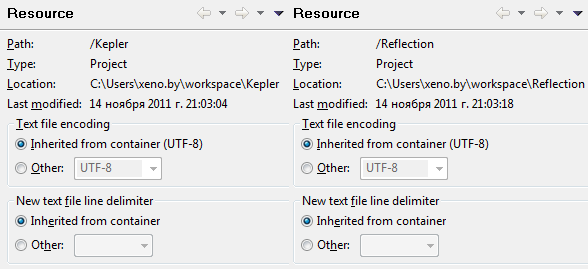 Resource
Path: /Kepler
Type: Project
Location: C:\Users\xeno.by\workspace\Kepler
Last modified: 14 ноября 2011 г. 21:03:04
Text file encoding
Inherited from container (UTF-8)
Other: UTF-8
New text file line delimiter
Inherited from container
Other:
Resource
Path: /Reflection
Type: Project
Location: C:\Users\xeno.by\workspace\Reflection
Last modified: 14 ноября 2011 г. 21:03:18
Text file encoding
Inherited from container (UTF-8)
Other: UTF-8
New text file line delimiter
Inherited from container
Other: